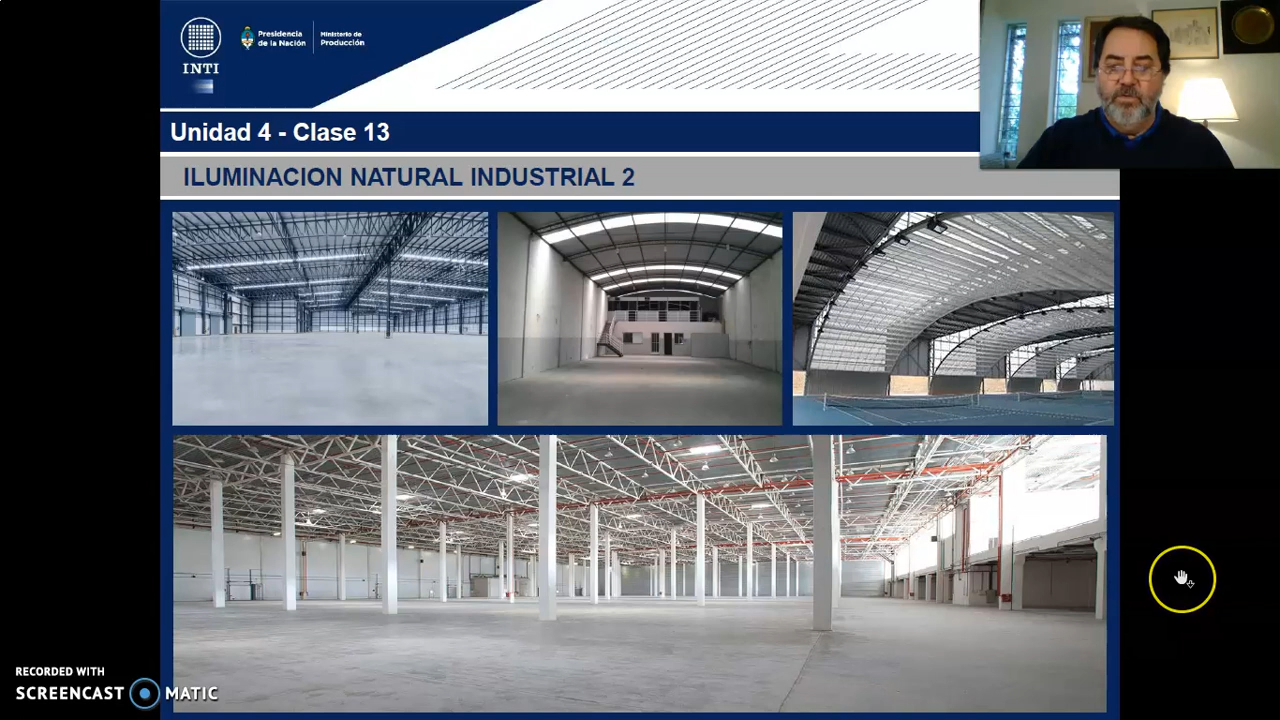 INTI
Presidencia
de la Nación
Ministerio de
Producción
Unidad 4 - Clase 13
ILUMINACION NATURAL INDUSTRIAL 2
RECORDED WITH
SCREENCAST MATIC